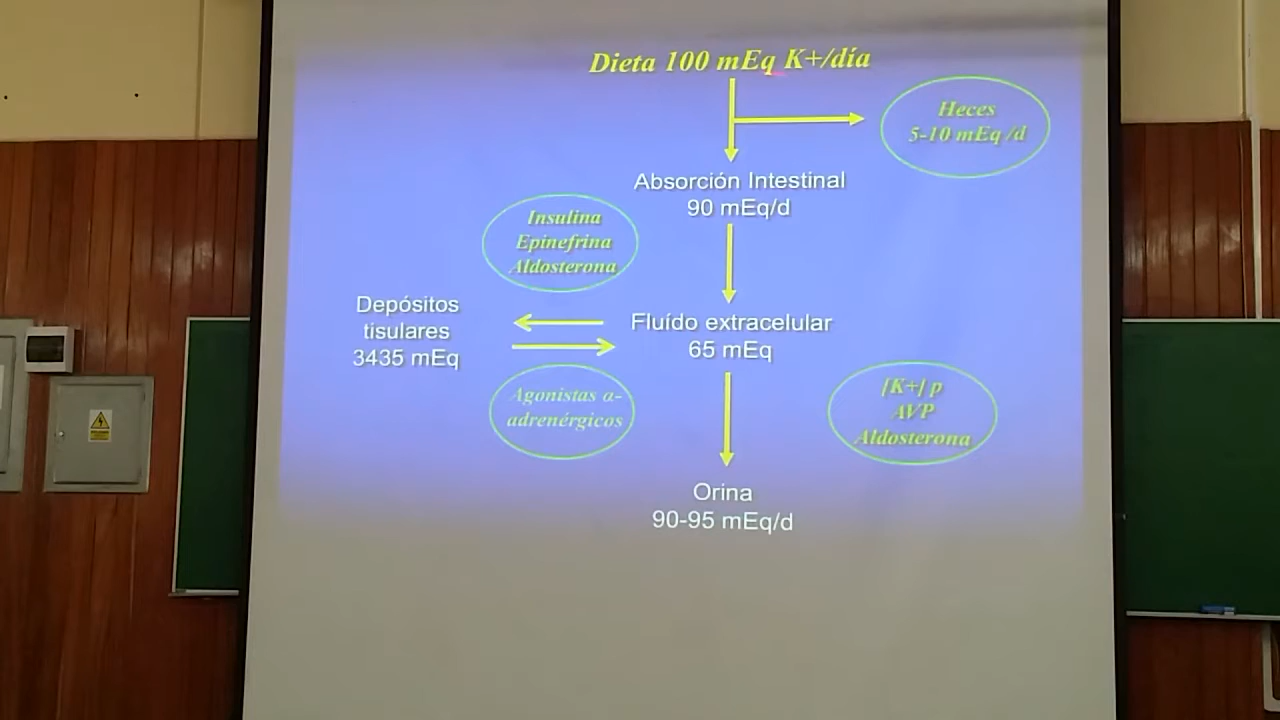 Dieta 100 mEq K+/día
Heces
5-10 mEq /d
Absorción Intestinal
90 mEq/d
Insulina
Epinefrina
Aldosterona
Depósitos
tisulares
3435 mEq
Fluído extracelular
65 mEq
Agonistas α-
adrenérgicos
[K+] p
AVP
Aldosterona
Orina
90-95 mEq/d